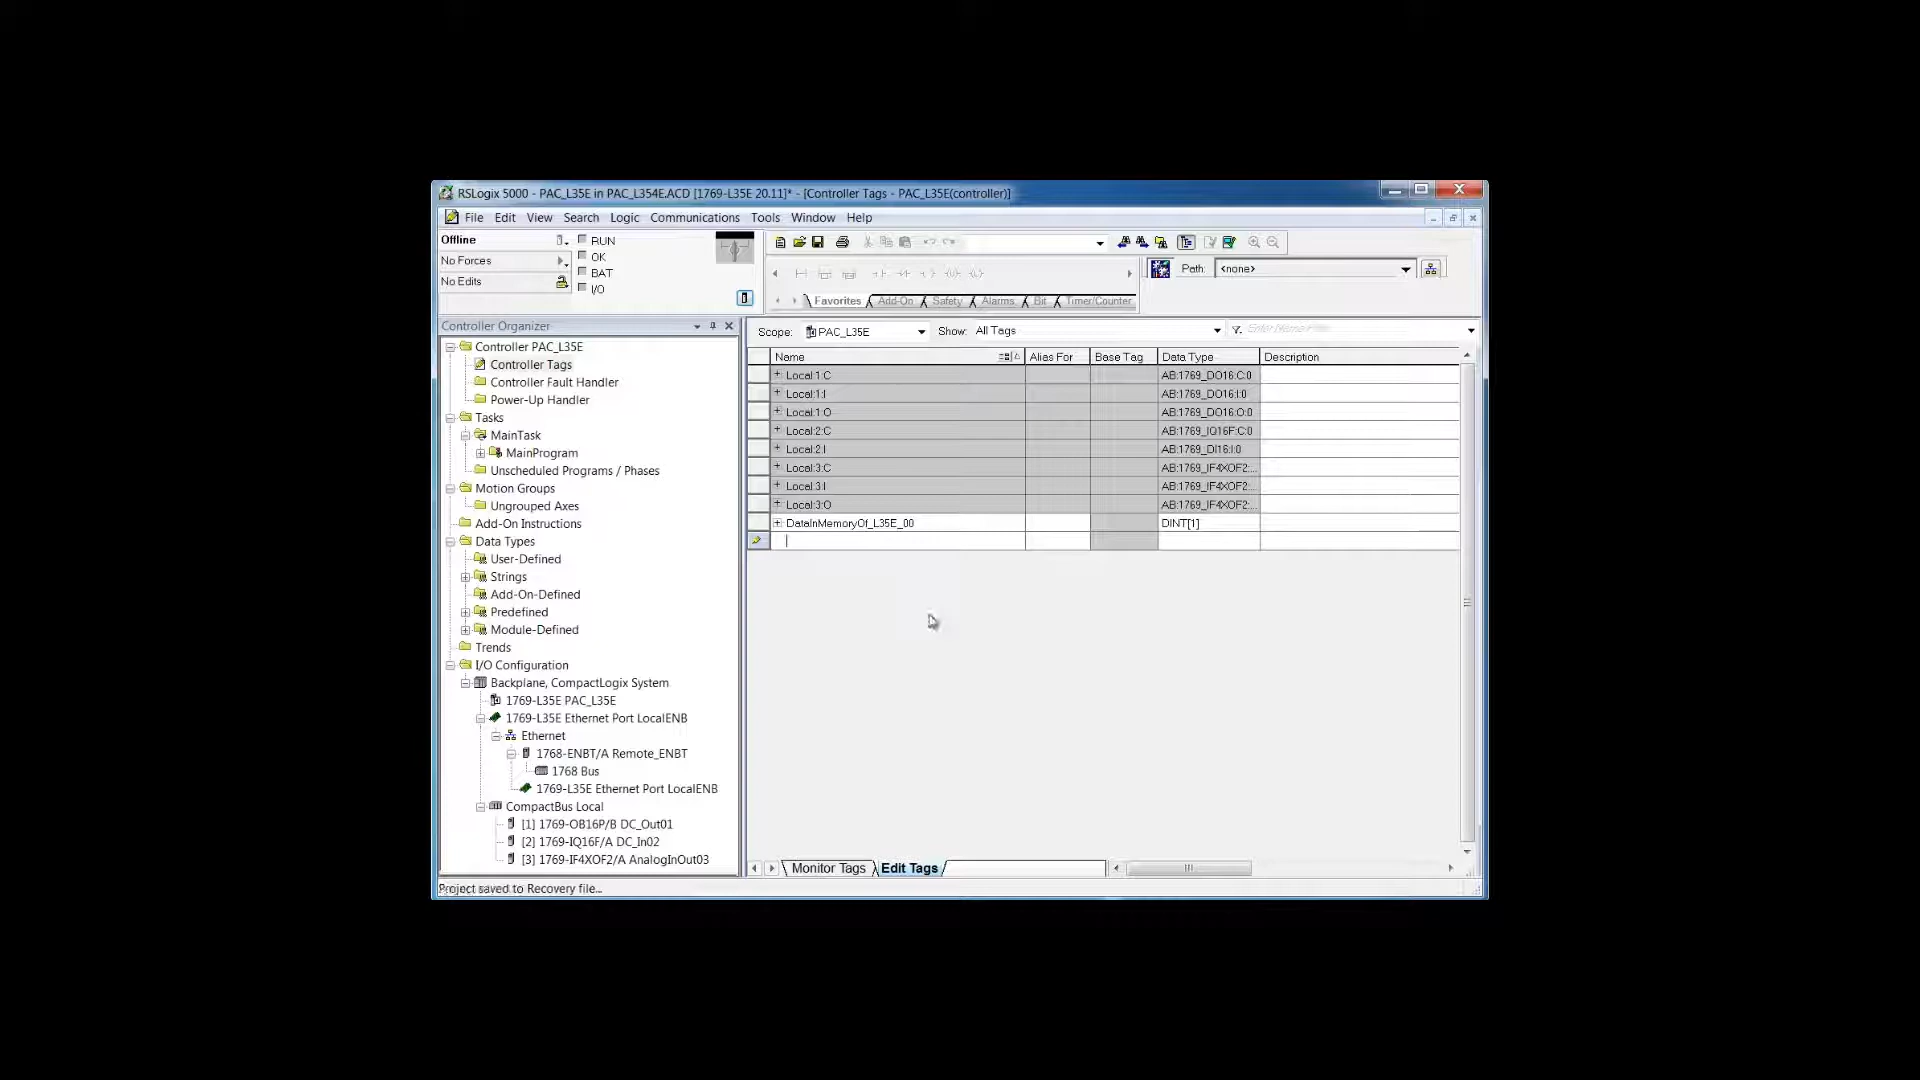 RSLogix 5000 - PAC_L35E in PAC_L354E.ACD [1769-L35E 20.11]* - [Controller Tags - PAC_L35E(controller)]
File Edit View Search Logic Communications Tools Window Help
Offline
RUN
No Forces
OK
No Edits
BAT
I/O
Path: <none>
Favorites Add-On Safety Alarms Bit Timer/Counter
Controller Organizer
Scope: PAC_L35E Show: All Tags Enter Name Filter
Controller PAC_L35E
Controller Tags
Controller Fault Handler
Power-Up Handler
Tasks
MainTask
MainProgram
Unscheduled Programs / Phases
Motion Groups
Ungrouped Axes
Add-On Instructions
Data Types
User-Defined
Strings
Add-On-Defined
Predefined
Module-Defined
Trends
I/O Configuration
Backplane, CompactLogix System
1769-L35E PAC_L35E
1769-L35E Ethernet Port LocalENB
Ethernet
1768-ENBT/A Remote_ENBT
1768 Bus
1769-L35E Ethernet Port LocalENB
CompactBus Local
[1] 1769-OB16P/B DC_Out01
[2] 1769-IQ16F/A DC_In02
[3] 1769-IF4XOF2/A AnalogInOut03
Name Alias For Base Tag Data Type Description
Local:1:C AB:1769_DO16:C:0
Local:1:I AB:1769_DO16:I:0
Local:1:O AB:1769_DO16:O:0
Local:2:C AB:1769_IQ16F:C:0
Local:2:I AB:1769_DI16:I:0
Local:3:C AB:1769_IF4XOF2:...
Local:3:I AB:1769_IF4XOF2:...
Local:3:O AB:1769_IF4XOF2:...
DataInMemoryOf_L35E_00 DINT[1]
Monitor Tags Edit Tags
Project saved to Recovery file...